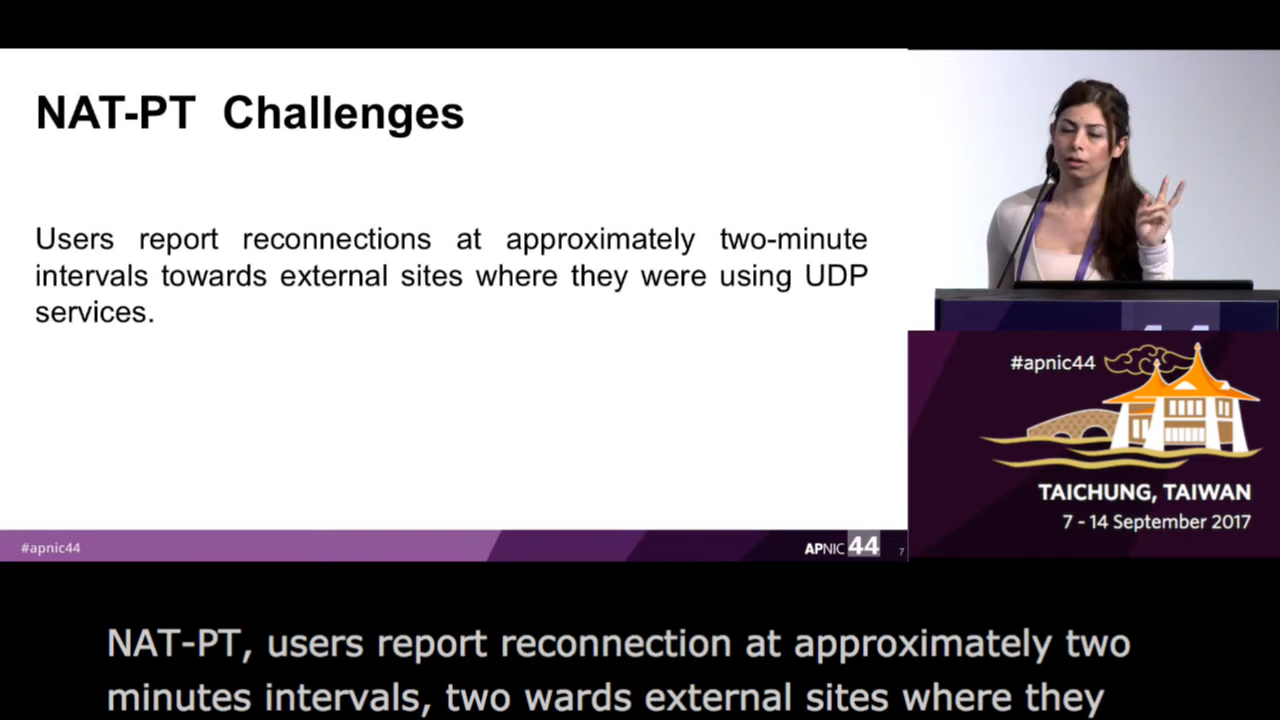 NAT-PT Challenges
Users report reconnections at approximately two-minute
intervals towards external sites where they were using UDP
services.
#apnic44
APNIC 44
7
#apnic44
TAICHUNG, TAIWAN
7 - 14 September 2017
NAT-PT, users report reconnection at approximately two
minutes intervals, two wards external sites where they